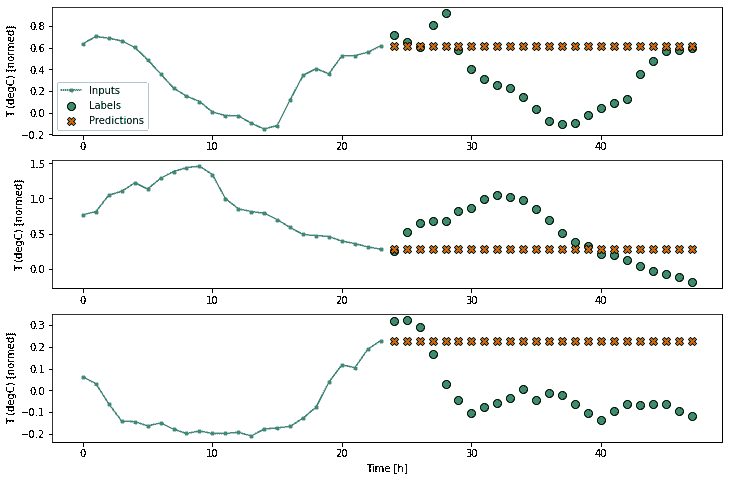 0.8
0.6
0.4
0.2
0.0
−0.2
T (degC) [normed]
Inputs
Labels
Predictions
0 10 20 30 40
1.5
1.0
0.5
0.0
T (degC) [normed]
0 10 20 30 40
0.3
0.2
0.1
0.0
−0.1
−0.2
T (degC) [normed]
0 10 20 30 40
Time [h]